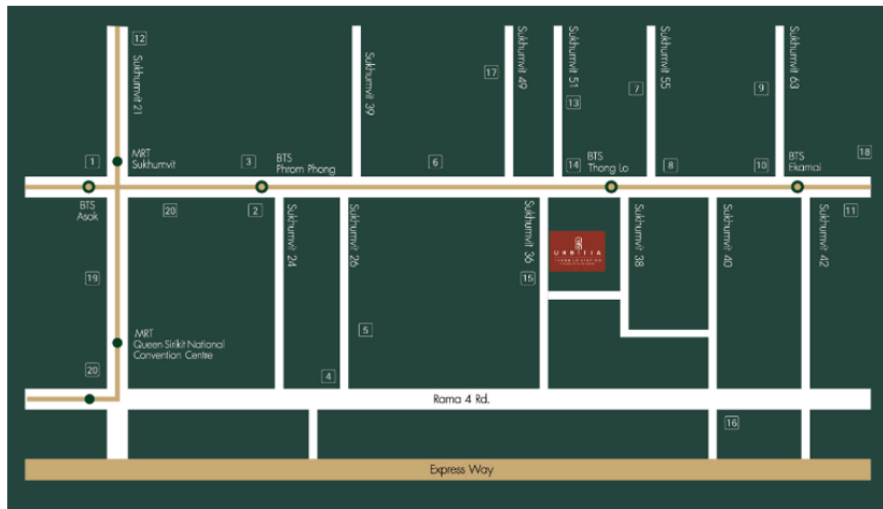 12
Sukhumvit 21
Sukhumvit 39
17
Sukhumvit 49
Sukhumvit 51
13
7
Sukhumvit 55
9
Sukhumvit 63
1
MRT
Sukhumvit
3
BTS
Phrom Phong
6
14
BTS
Thong Lo
8
10
BTS
Ekamai
18
BTS
Asok
20
2
Sukhumvit 24
Sukhumvit 26
Sukhumvit 36
URBITIA
THONG LO STATION
Sukhumvit 38
Sukhumvit 40
Sukhumvit 42
11
19
15
MRT
Queen Sirikit National
Convention Centre
5
20
4
Rama 4 Rd.
16
Express Way